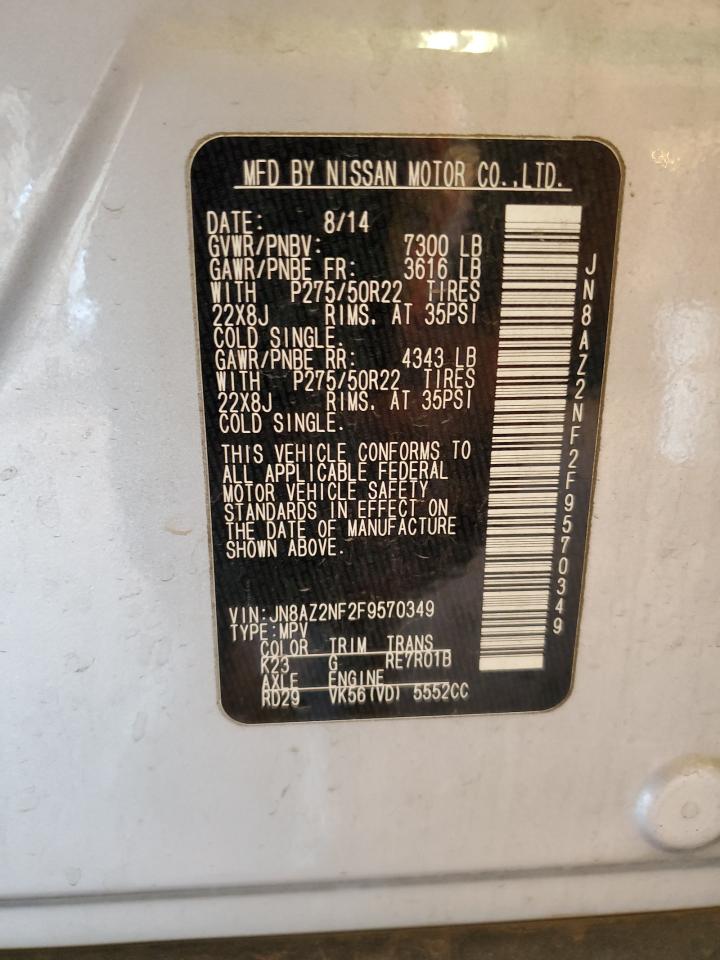 MFD BY NISSAN MOTOR CO.,LTD.
DATE: 8/14
GVWR/PNBV: 7300 LB
GAWR/PNBE FR: 3616 LB
WITH P275/50R22 TIRES
22X8J RIMS, AT 35PSI
COLD SINGLE.
GAWR/PNBE RR: 4343 LB
WITH P275/50R22 TIRES
22X8J RIMS, AT 35PSI
COLD SINGLE.
THIS VEHICLE CONFORMS TO
ALL APPLICABLE FEDERAL
MOTOR VEHICLE SAFETY
STANDARDS IN EFFECT ON
THE DATE OF MANUFACTURE
SHOWN ABOVE.
VIN:JN8AZ2NF2F9570349
TYPE:MPV
COLOR TRIM TRANS
K23 G RE7R01B
AXLE ENGINE
RD29 VK56(VD) 5552CC
JN8AZ2NF2F9570349